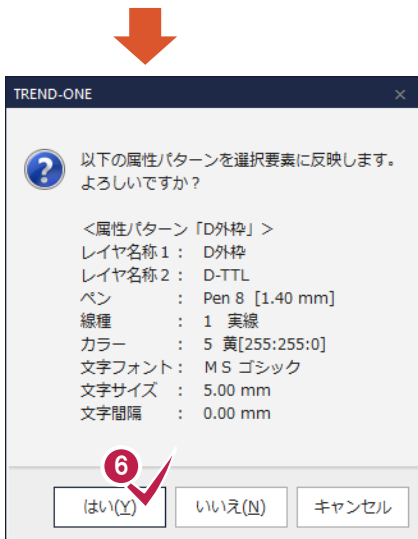 TREND-ONE
以下の属性パターンを選択要素に反映します。
よろしいですか？
＜属性パターン「D外枠」＞
レイヤ名称１： D外枠
レイヤ名称２： D-TTL
ペン ： Pen 8 [1.40 mm]
線種 ： 1 実線
カラー ： 5 黄[255:255:0]
文字フォント： ＭＳ ゴシック
文字サイズ ： 5.00 mm
文字間隔 ： 0.00 mm
6
はい(Y) いいえ(N) キャンセル